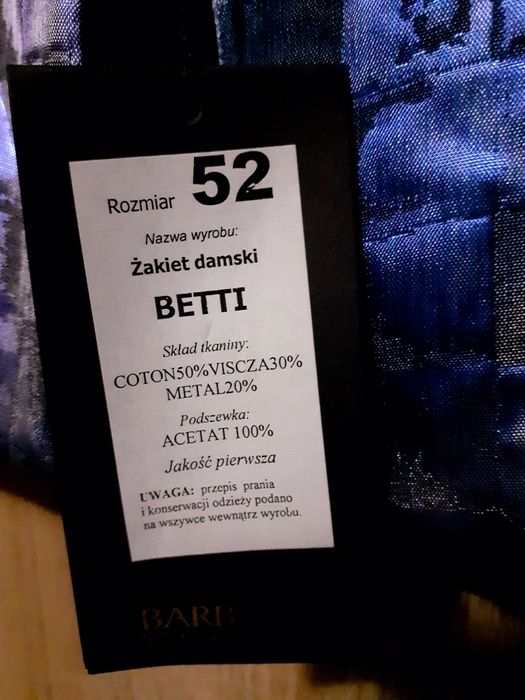 Rozmiar 52
Nazwa wyrobu:
Żakiet damski
BETTI
Skład tkaniny:
COTON50%VISCZA30%
METAL20%
Podszewka:
ACETAT 100%
Jakość pierwsza
UWAGA: przepis prania
i konserwacji odzieży podano
na wszywce wewnątrz wyrobu.